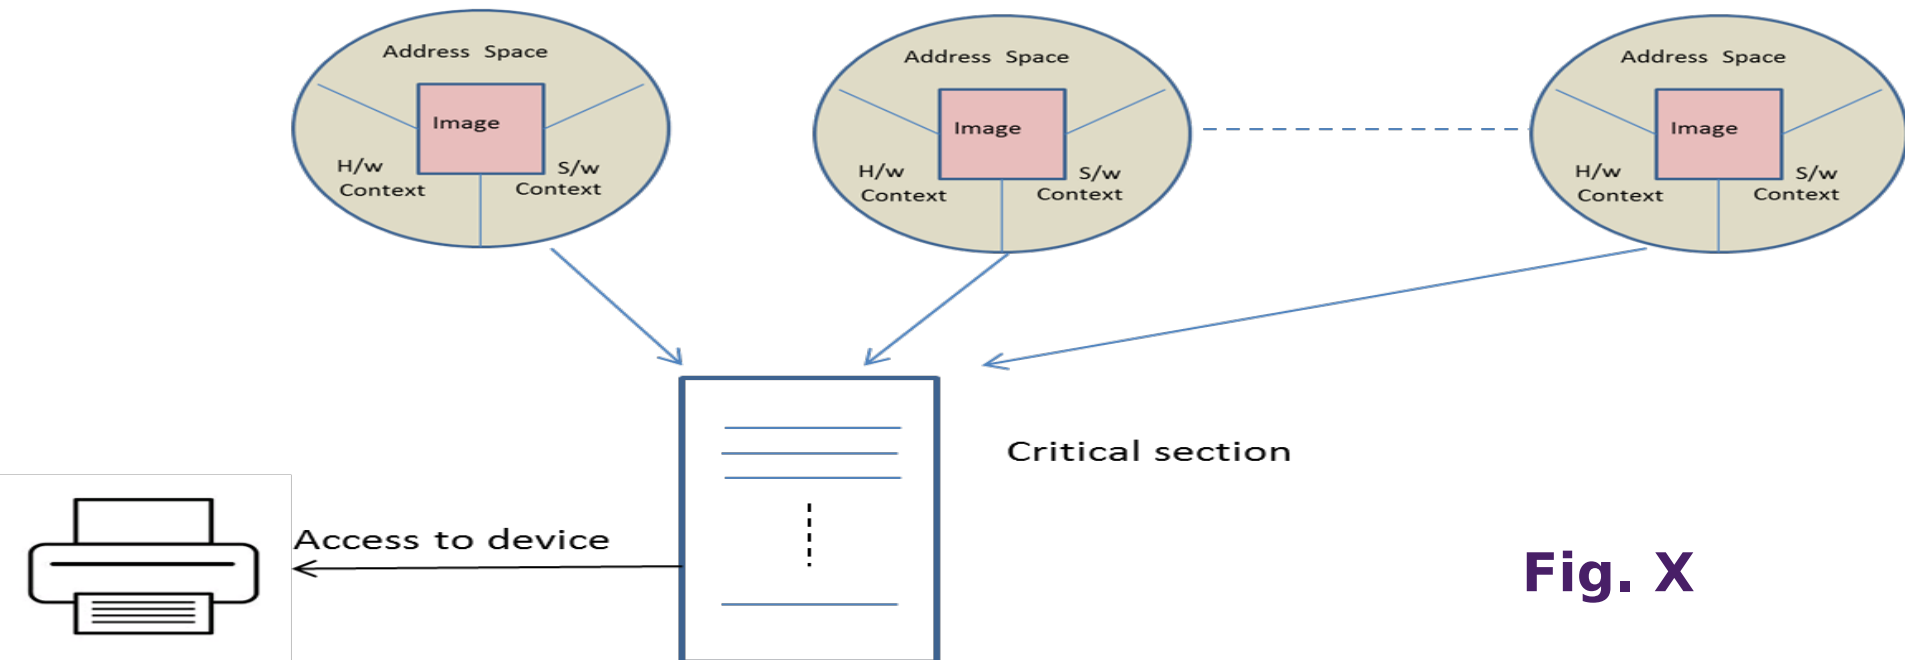 Address Space
Image
H/w
Context
S/w
Context
Address Space
Image
H/w
Context
S/w
Context
Address Space
Image
H/w
Context
S/w
Context
Critical section
Access to device
Fig. X